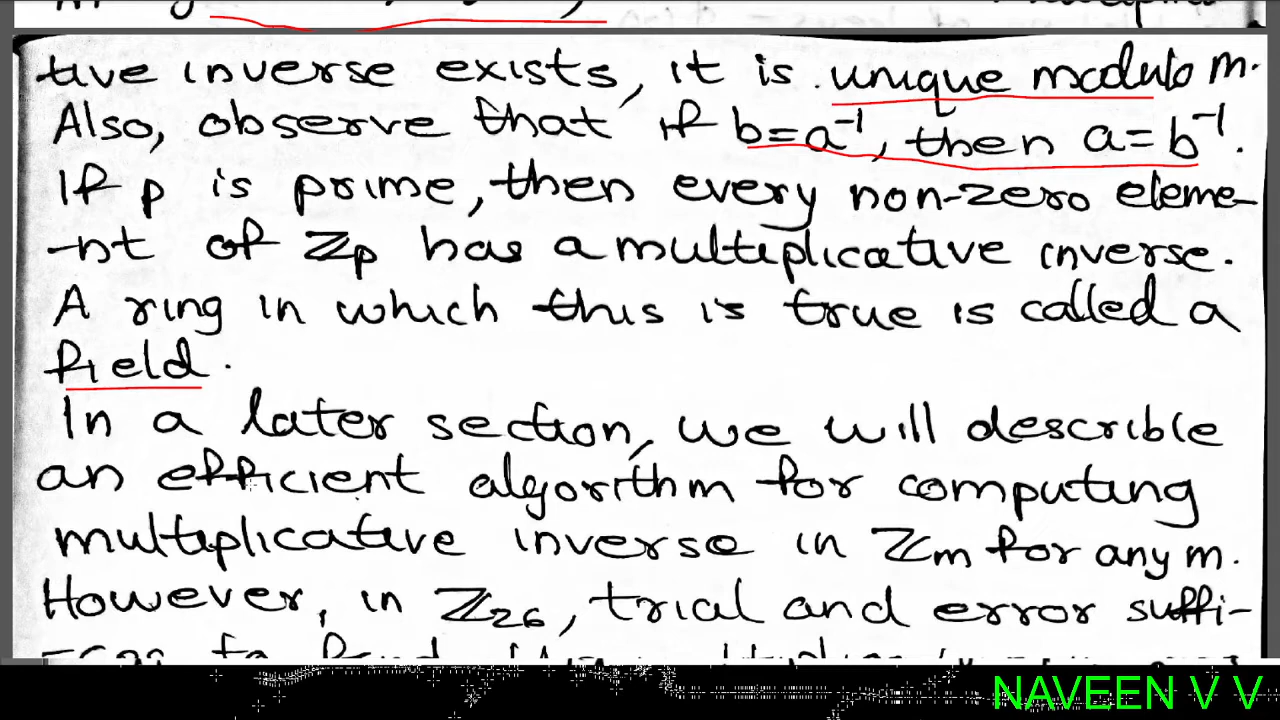 tive inverse exists, it is unique modulo m.
Also, observe that if b=a⁻¹, then a=b⁻¹.
If p is prime, then every non-zero eleme-
-nt of ℤp has a multiplicative inverse.
A ring in which this is true is called a
field.
In a later section, we will describle
an efficient algorithm for computing
multiplicative inverse in ℤm for any m.
However, in ℤ26, trial and error suffi-
NAVEEN V V